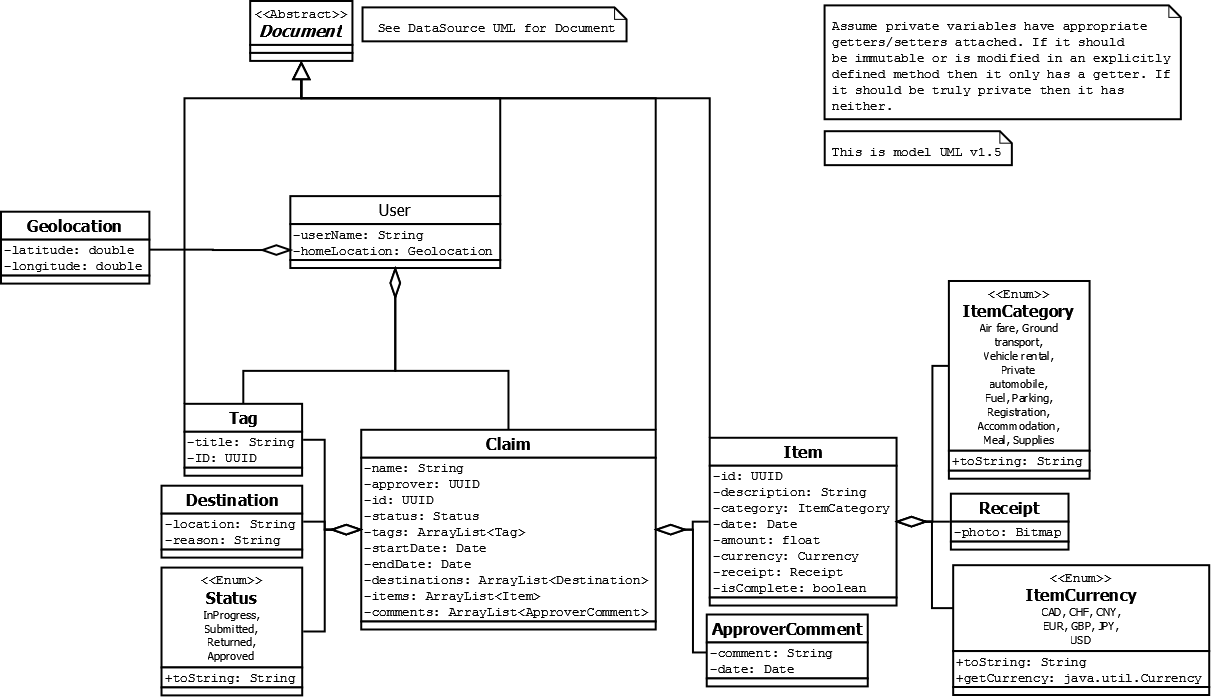 <<Abstract>>
Document
See DataSource UML for Document
Assume private variables have appropriate
getters/setters attached. If it should
be immutable or is modified in an explicitly
defined method then it only has a getter. If
it should be truly private then it has
neither.
This is model UML v1.5
Geolocation
-latitude: double
-longitude: double
User
-userName: String
-homeLocation: Geolocation
Tag
-title: String
-ID: UUID
Destination
-location: String
-reason: String
<<Enum>>
Status
InProgress,
Submitted,
Returned,
Approved
+toString: String
Claim
-name: String
-approver: UUID
-id: UUID
-status: Status
-tags: ArrayList<Tag>
-startDate: Date
-endDate: Date
-destinations: ArrayList<Destination>
-items: ArrayList<Item>
-comments: ArrayList<ApproverComment>
Item
-id: UUID
-description: String
-category: ItemCategory
-date: Date
-amount: float
-currency: Currency
-receipt: Receipt
-isComplete: boolean
ApproverComment
-comment: String
-date: Date
<<Enum>>
ItemCategory
Air fare, Ground
transport,
Vehicle rental,
Private
automobile,
Fuel, Parking,
Registration,
Accommodation,
Meal, Supplies
+toString: String
Receipt
-photo: Bitmap
<<Enum>>
ItemCurrency
CAD, CHF, CNY,
EUR, GBP, JPY,
USD
+toString: String
+getCurrency: java.util.Currency